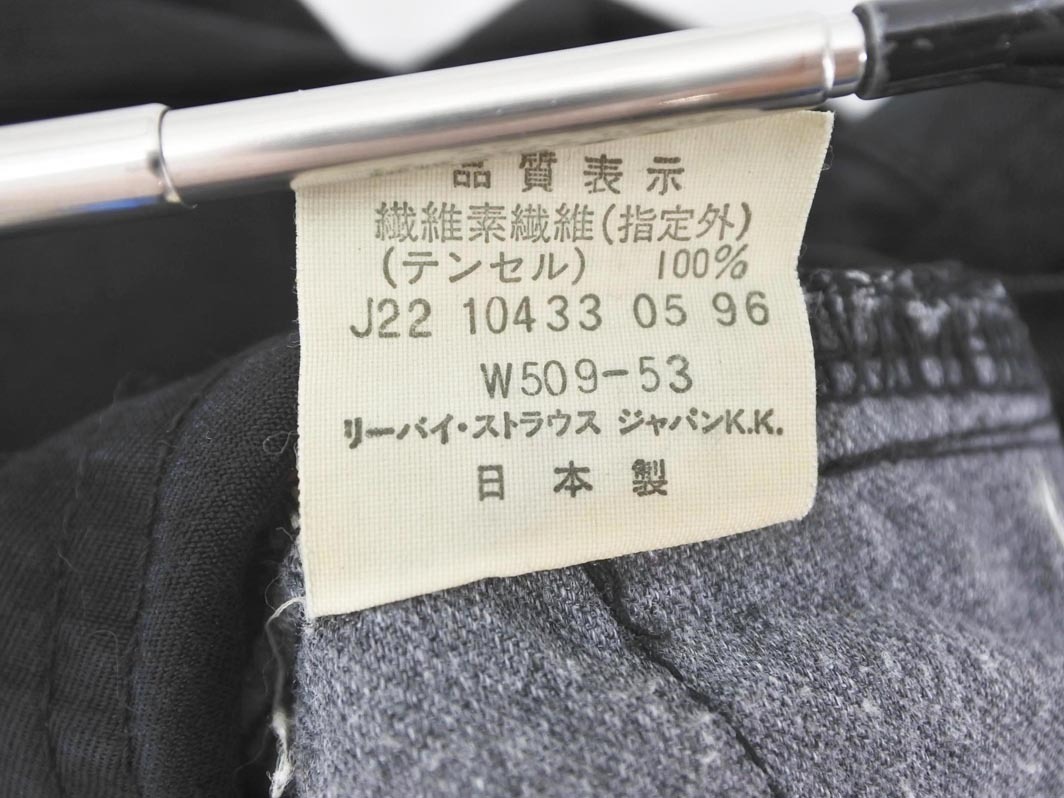 品質表示
繊維素繊維(指定外)
(テンセル) 100%
J22 10433 05 96
W509-53
リーバイ・ストラウス ジャパンK.K.
日本製